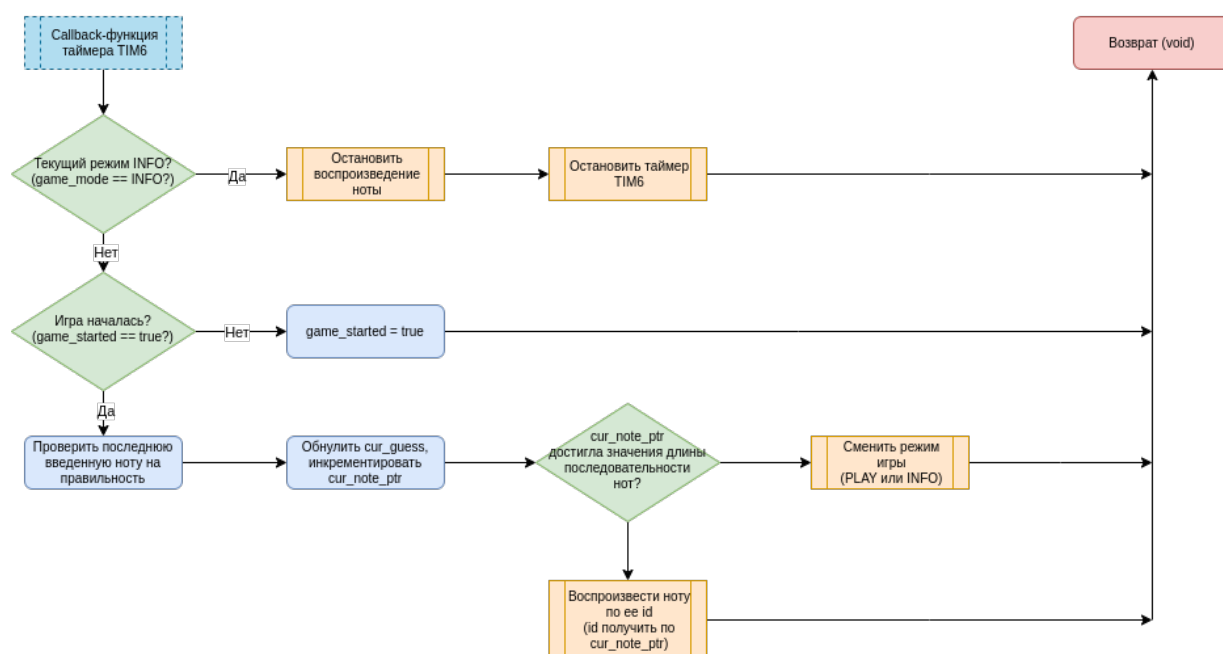 Callback-функция
таймера TIM6
Возврат (void)
Текущий режим INFO?
(game_mode == INFO?)
Да
Остановить
воспроизведение
ноты
Остановить таймер
TIM6
Нет
Игра началась?
(game_started == true?)
Нет
game_started = true
Да
Проверить последнюю
введенную ноту на
правильность
Обнулить cur_guess,
инкрементировать
cur_note_ptr
cur_note_ptr
достигла значения длины
последовательности
нот?
Сменить режим
игры
(PLAY или INFO)
Воспроизвести ноту
по ее id
(id получить по
cur_note_ptr)